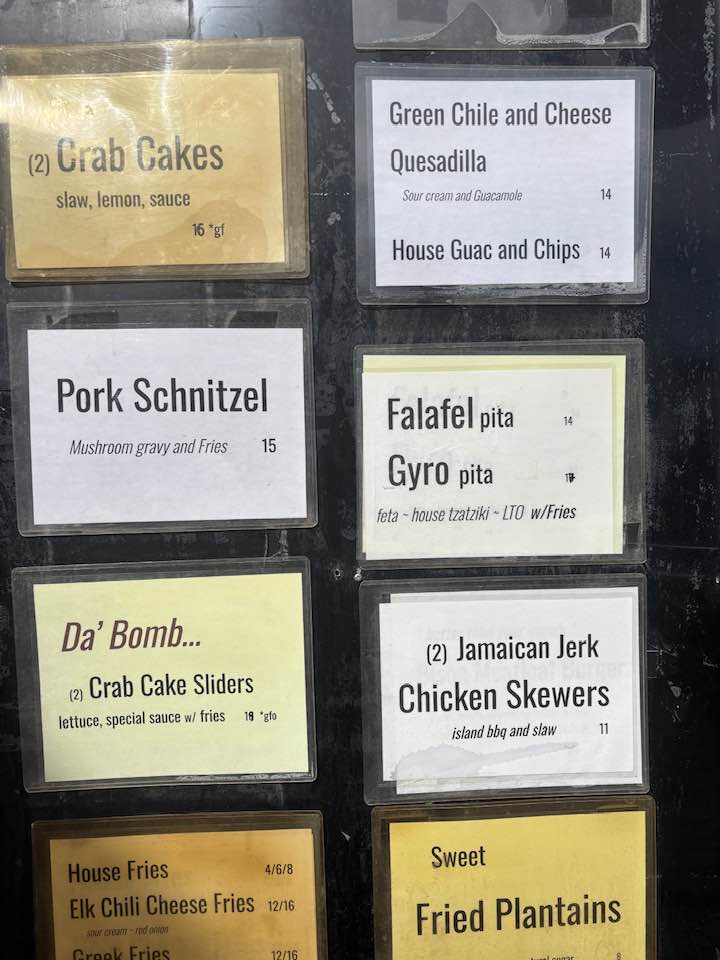 (2) Crab Cakes
slaw, lemon, sauce
16 *gf
Green Chile and Cheese
Quesadilla
Sour cream and Guacamole 14
House Guac and Chips 14
Pork Schnitzel
Mushroom gravy and Fries 15
Falafel pita 14
Gyro pita
feta ~ house tzatziki ~ LTO w/Fries
Da' Bomb...
(2) Crab Cake Sliders
lettuce, special sauce w/ fries *gfo
(2) Jamaican Jerk
Chicken Skewers
island bbq and slaw 11
House Fries 4/6/8
Elk Chili Cheese Fries 12/16
sour cream ~ red onion
Greek Fries 12/16
Sweet
Fried Plantains
sugar 8